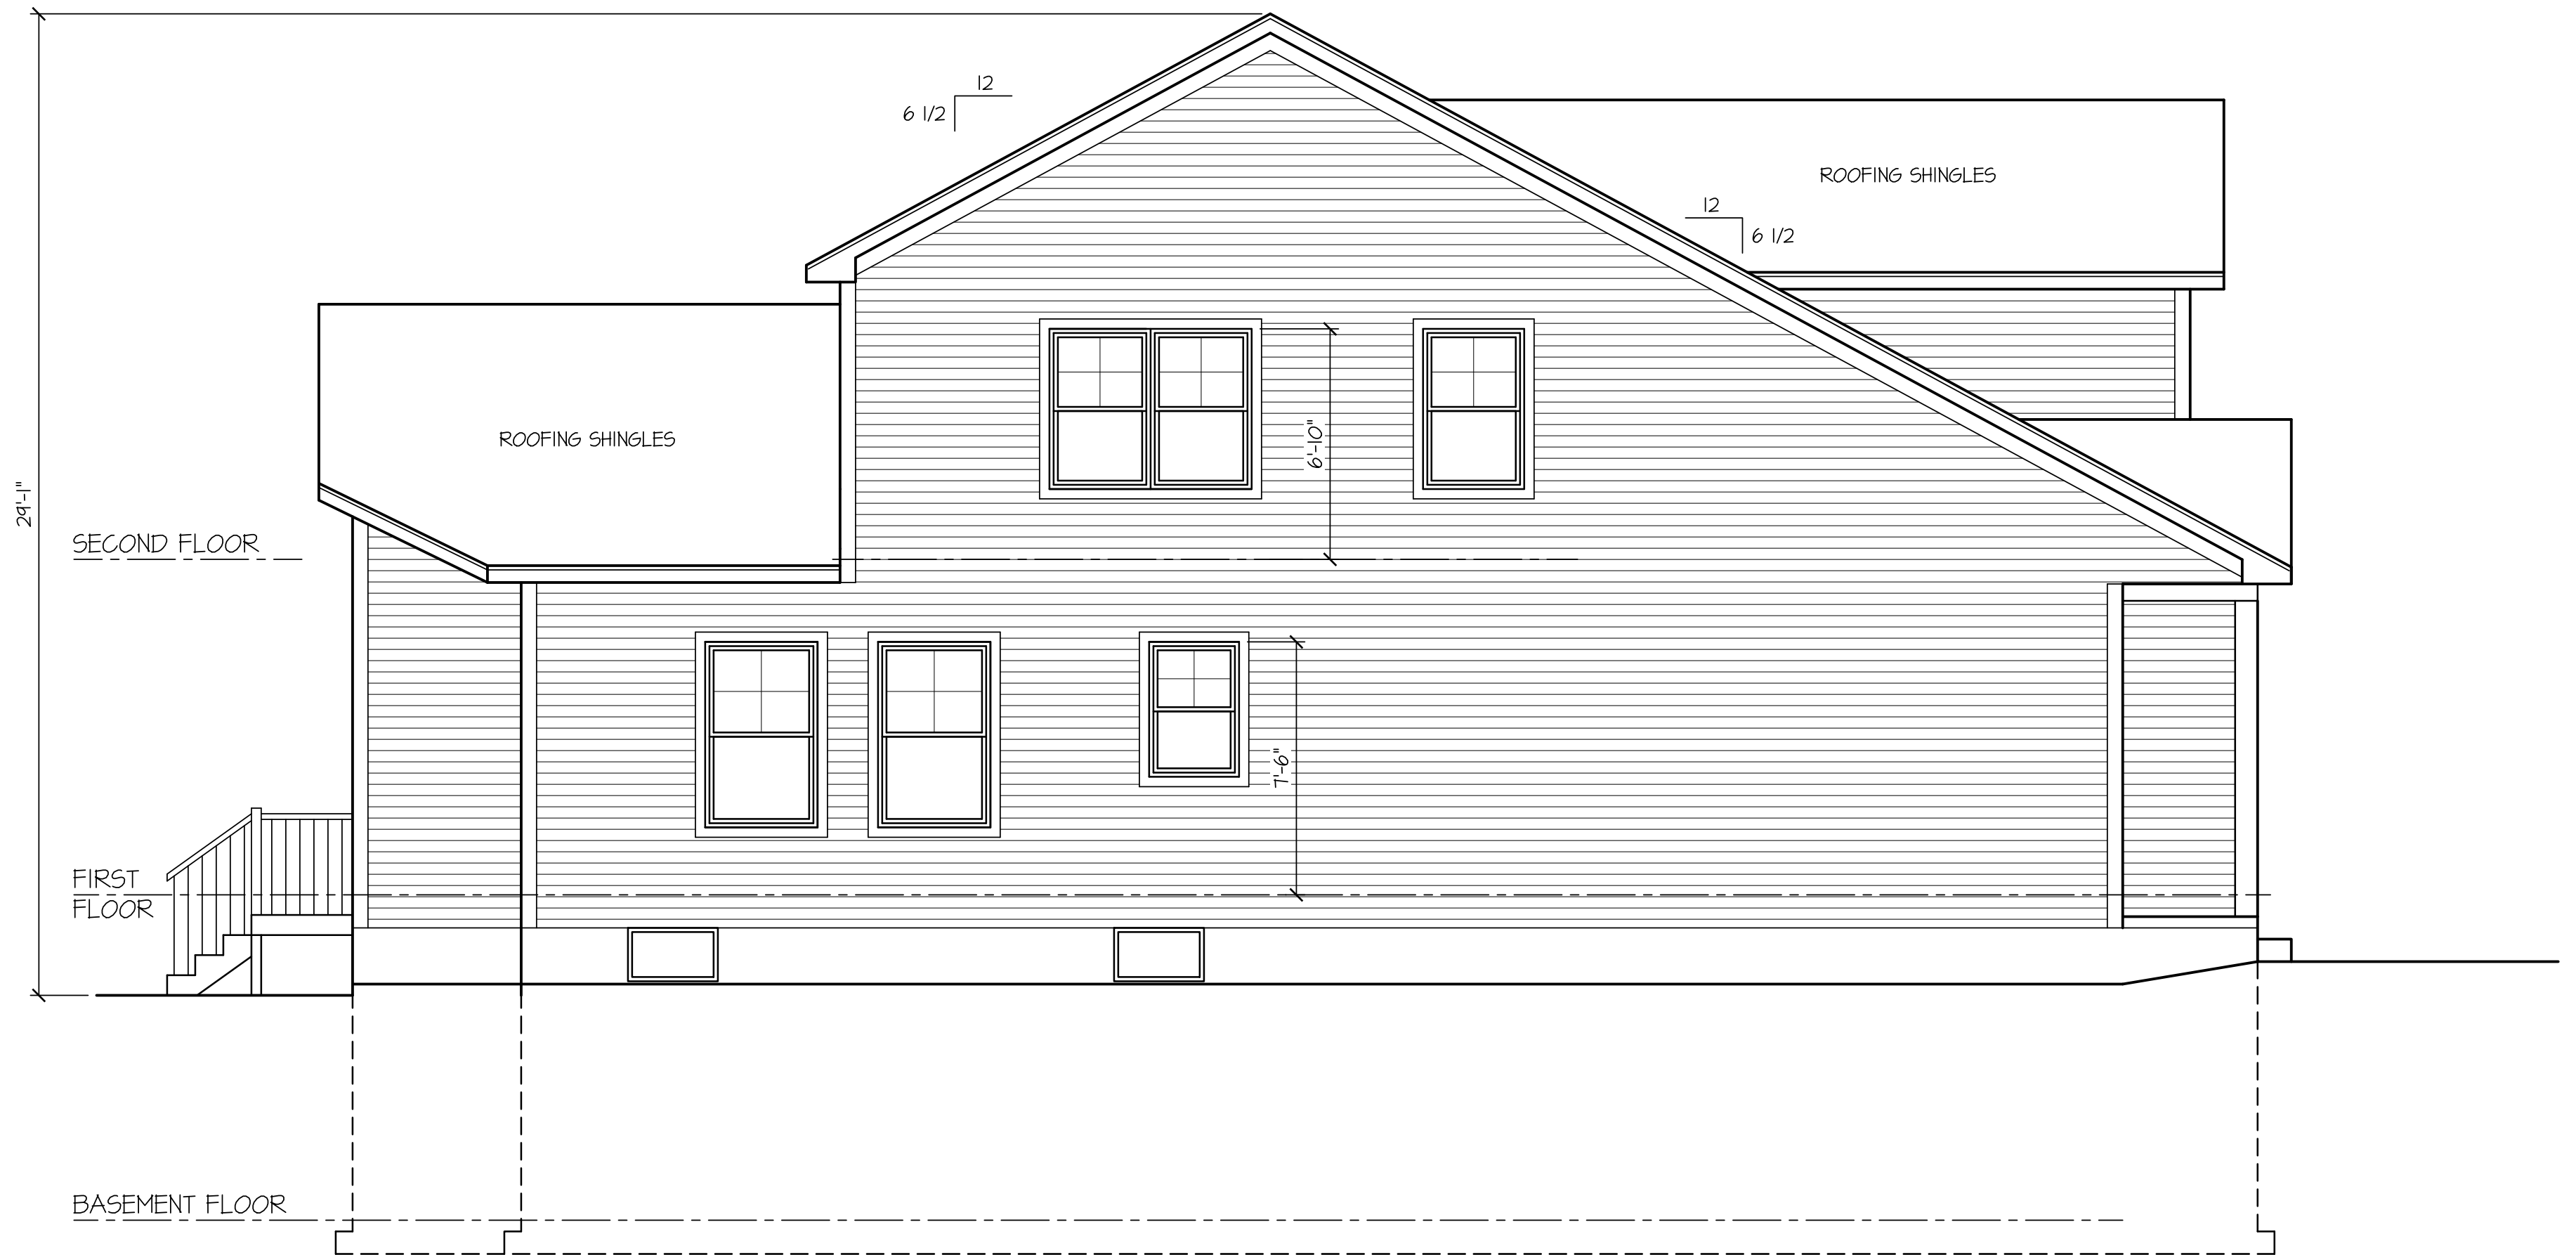 12
6 1/2
ROOFING SHINGLES
12
6 1/2
ROOFING SHINGLES
6'-10"
29'-1"
SECOND FLOOR
7'-6"
FIRST
FLOOR
BASEMENT FLOOR